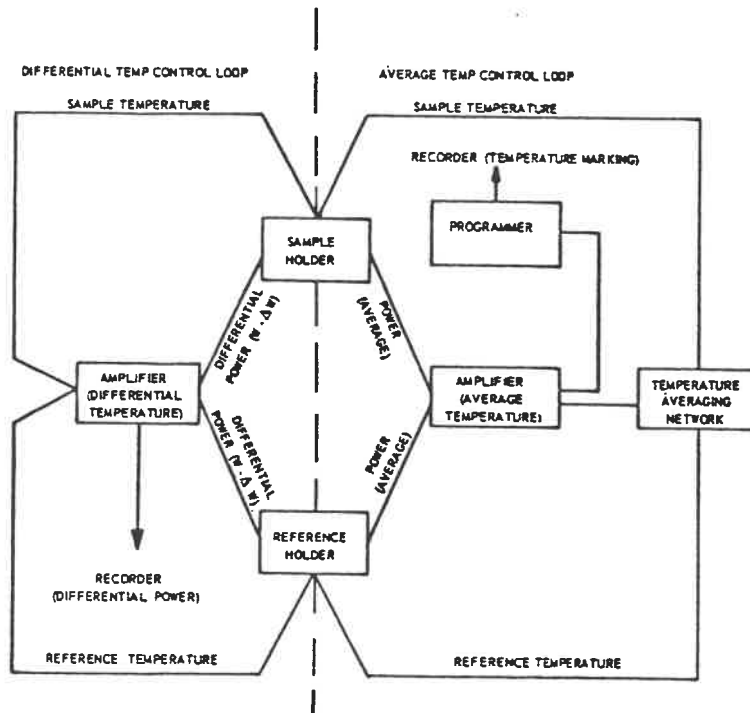 DIFFERENTIAL TEMP CONTROL LOOP
SAMPLE TEMPERATURE
AVERAGE TEMP CONTROL LOOP
SAMPLE TEMPERATURE
RECORDER (TEMPERATURE MARKING)
PROGRAMMER
SAMPLE
HOLDER
DIFFERENTIAL
POWER (W - Δ W)
POWER
(AVERAGE)
AMPLIFIER
(DIFFERENTIAL
TEMPERATURE)
AMPLIFIER
(AVERAGE
TEMPERATURE)
TEMPERATURE
AVERAGING
NETWORK
DIFFERENTIAL
POWER (W - Δ W)
POWER
(AVERAGE)
REFERENCE
HOLDER
RECORDER
(DIFFERENTIAL POWER)
REFERENCE TEMPERATURE
REFERENCE TEMPERATURE